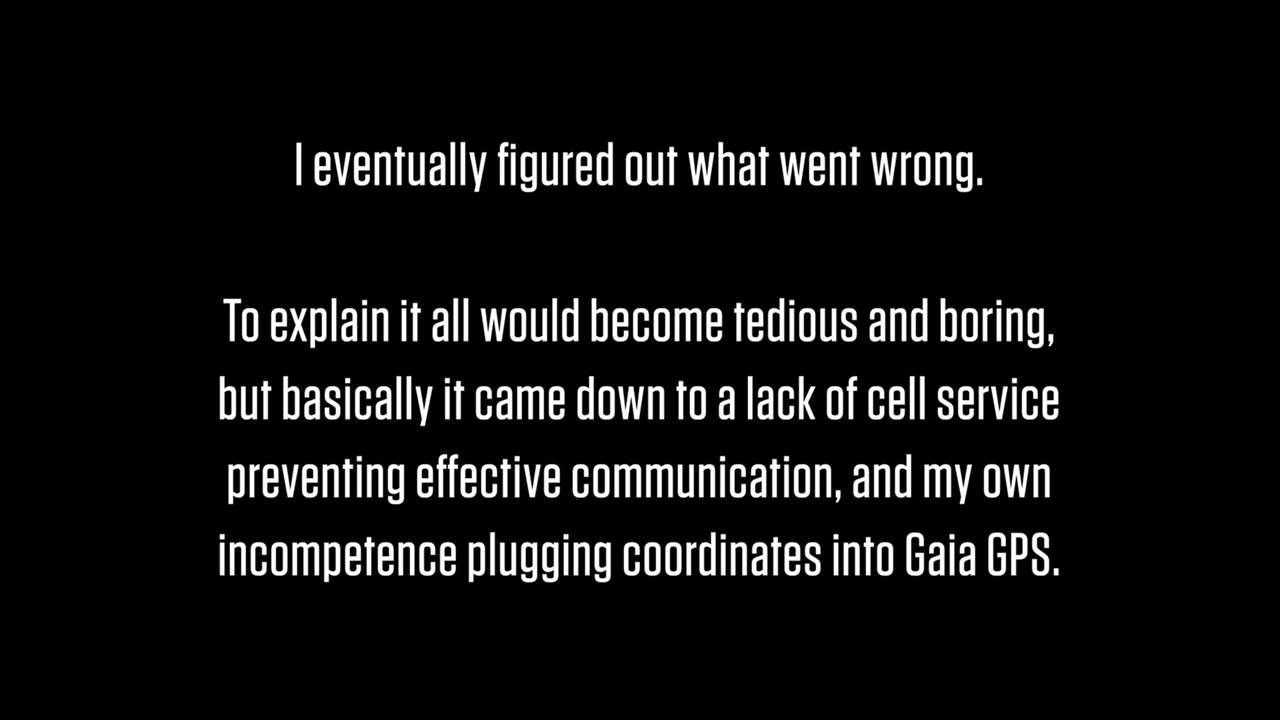 I eventually figured out what went wrong.
To explain it all would become tedious and boring,
but basically it came down to a lack of cell service
preventing effective communication, and my own
incompetence plugging coordinates into Gaia GPS.